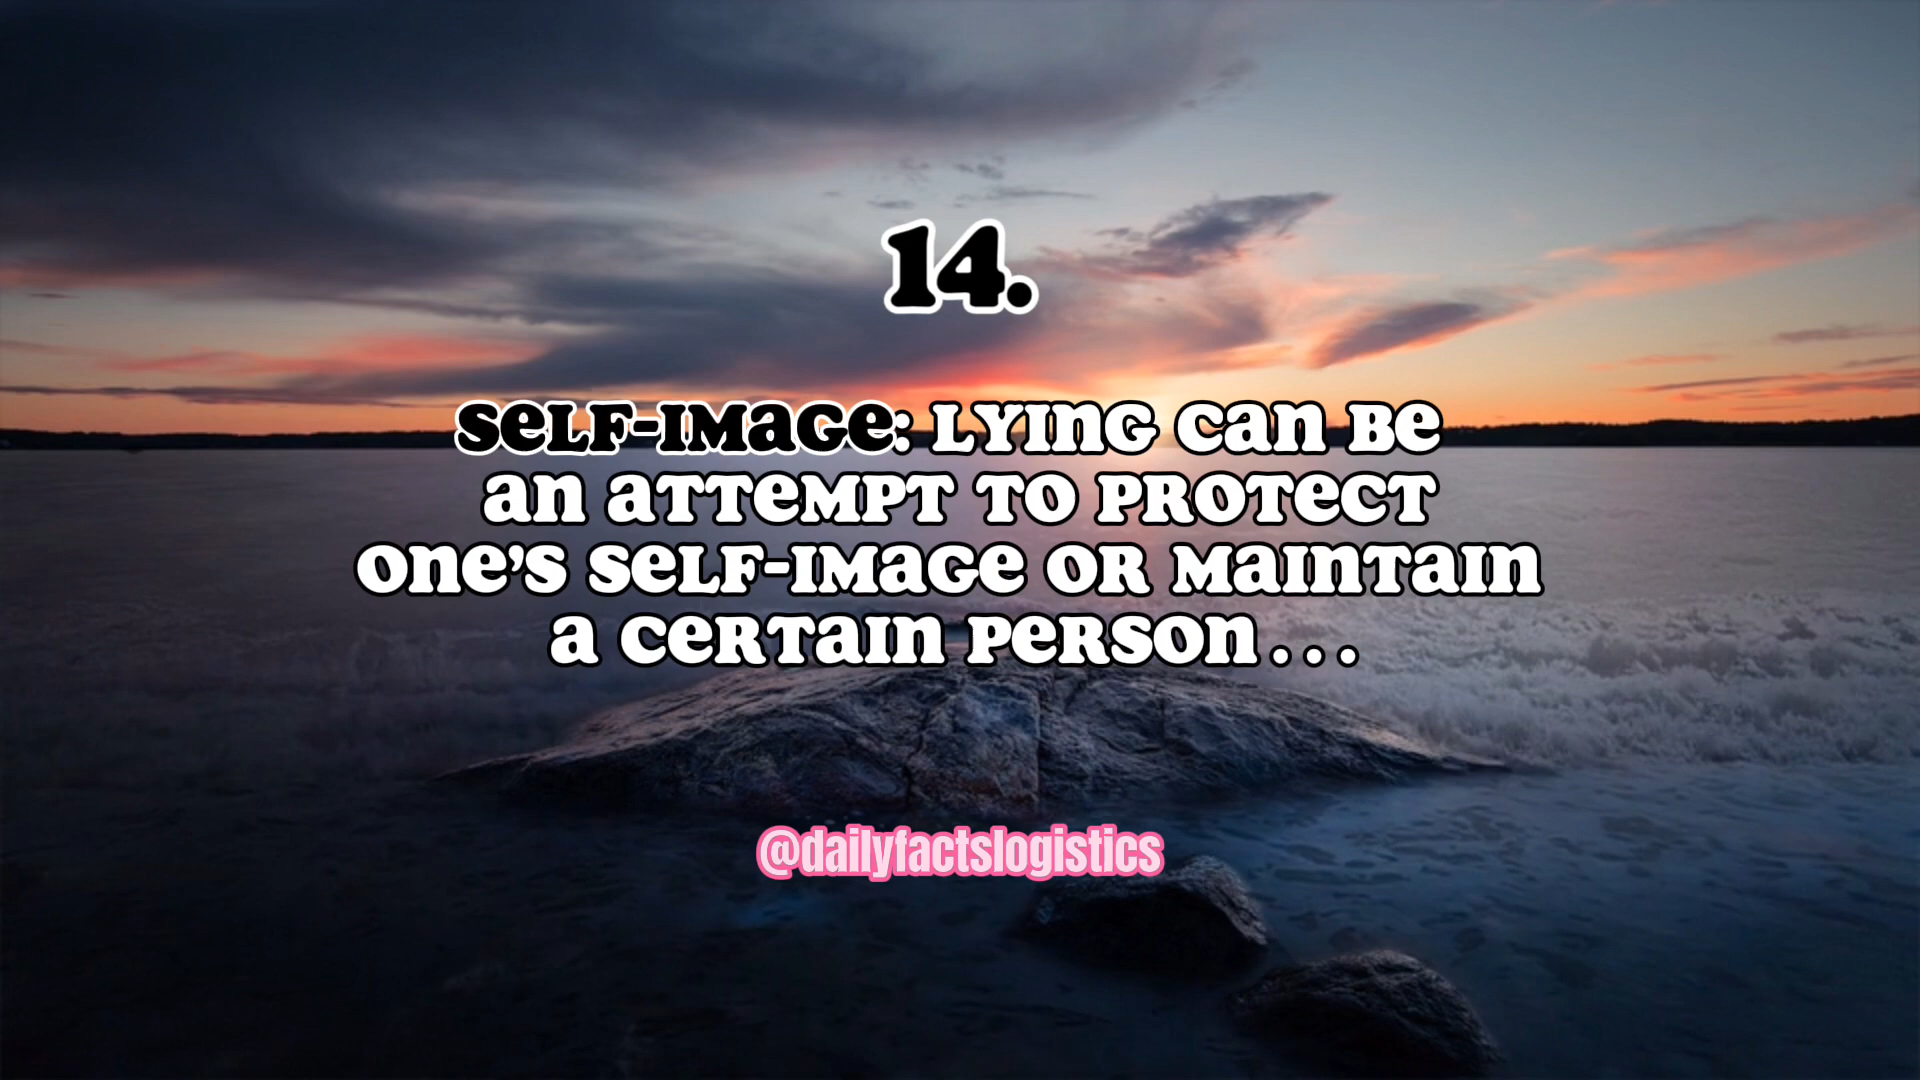 14.
Self-Image: Lying can be
an attempt to protect
one's self-image or maintain
a certain person...
@dailyfactslogistics